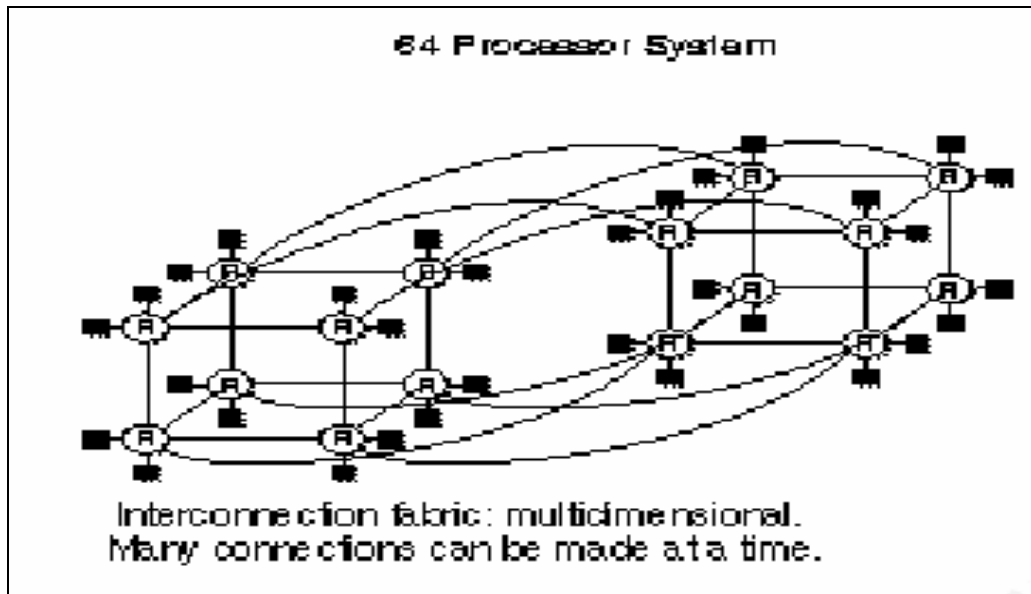 64 Processor System
R R
R R
R R
R R
R R
R R
R R
R R
Interconnection fabric: multidimensional.
Many connections can be made at a time.